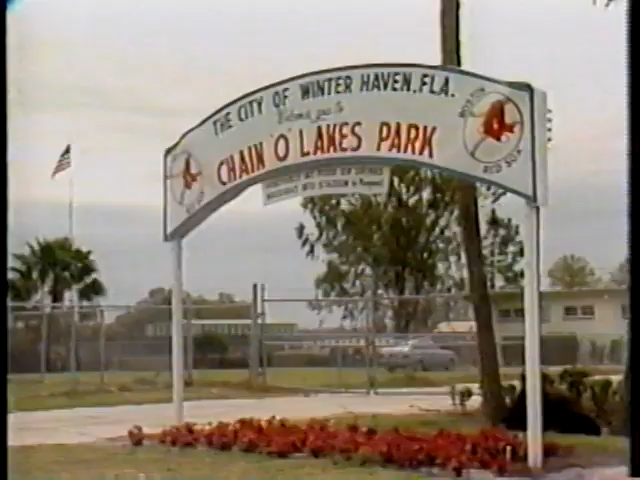 THE CITY OF WINTER HAVEN, FLA.
Welcomes you to
CHAIN 'O' LAKES PARK
BOSTON
RED SOX